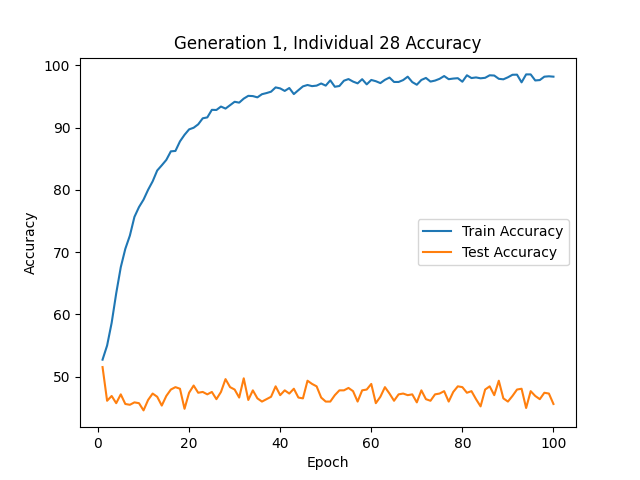 Generation 1, Individual 28 Accuracy
100
90
80
70
60
50
Accuracy
Train Accuracy
Test Accuracy
0 20 40 60 80 100
Epoch